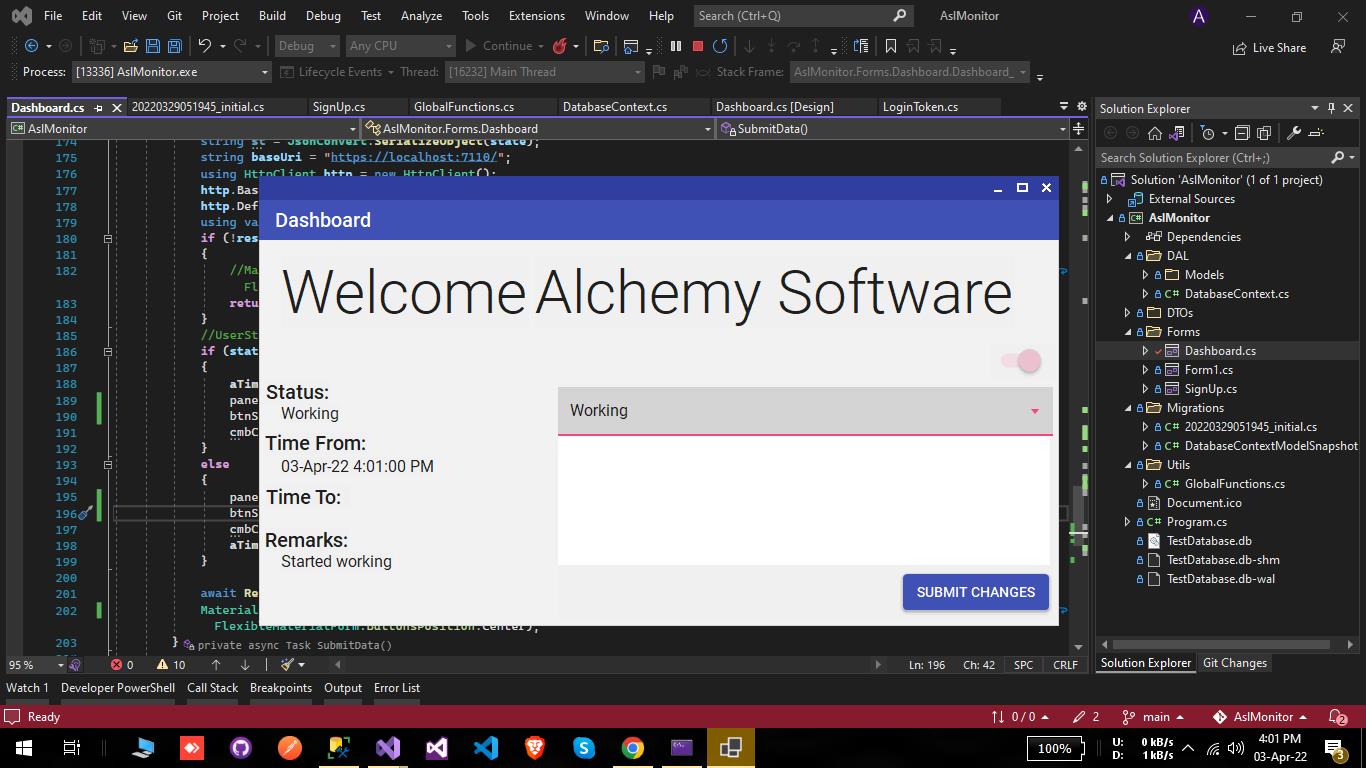 File Edit View Git Project Build Debug Test Analyze Tools Extensions Window Help Search (Ctrl+Q) AslMonitor A
Debug Any CPU Continue Live Share
Process: [13336] AslMonitor.exe Lifecycle Events Thread: [16232] Main Thread Stack Frame: AslMonitor.Forms.Dashboard.Dashboard_
Dashboard.cs 20220329051945_initial.cs SignUp.cs GlobalFunctions.cs DatabaseContext.cs Dashboard.cs [Design] LoginToken.cs
AslMonitor AslMonitor.Forms.Dashboard SubmitData()
174 string st = JsonConvert.SerializeObject(state);
175 string baseUri = "https://localhost:7110/";
176 using HttpClient http = new HttpClient();
177 http.Bas
178 http.Def
179 using va
180 if (!res
181 {
182 //Ma
Fl
183 retu
184 }
185 //UserSt
186 if (stat
187 {
188 aTim
189 pane
190 btnS
191 cmbC
192 }
193 else
194 {
195 pane
196 btnS
197 cmbC
198 aTim
199 }
200
201 await Re
202 Material
FlexibleMaterialForm.ButtonsPosition.Center);
203 } private async Task SubmitData()
Dashboard
Welcome Alchemy Software
Status:
Working
Time From:
03-Apr-22 4:01:00 PM
Time To:
Remarks:
Started working
Working
SUBMIT CHANGES
95 % 0 10 Ln: 196 Ch: 42 SPC CRLF
Watch 1 Developer PowerShell Call Stack Breakpoints Output Error List
Solution Explorer
Search Solution Explorer (Ctrl+;)
Solution 'AslMonitor' (1 of 1 project)
External Sources
AslMonitor
Dependencies
DAL
Models
DatabaseContext.cs
DTOs
Forms
Dashboard.cs
Form1.cs
SignUp.cs
Migrations
20220329051945_initial.cs
DatabaseContextModelSnapshot
Utils
GlobalFunctions.cs
Document.ico
Program.cs
TestDatabase.db
TestDatabase.db-shm
TestDatabase.db-wal
Solution Explorer Git Changes
Ready 0 / 0 2 main AslMonitor 2
100% U: 0 kB/s 4:01 PM
D: 1 kB/s 03-Apr-22 3